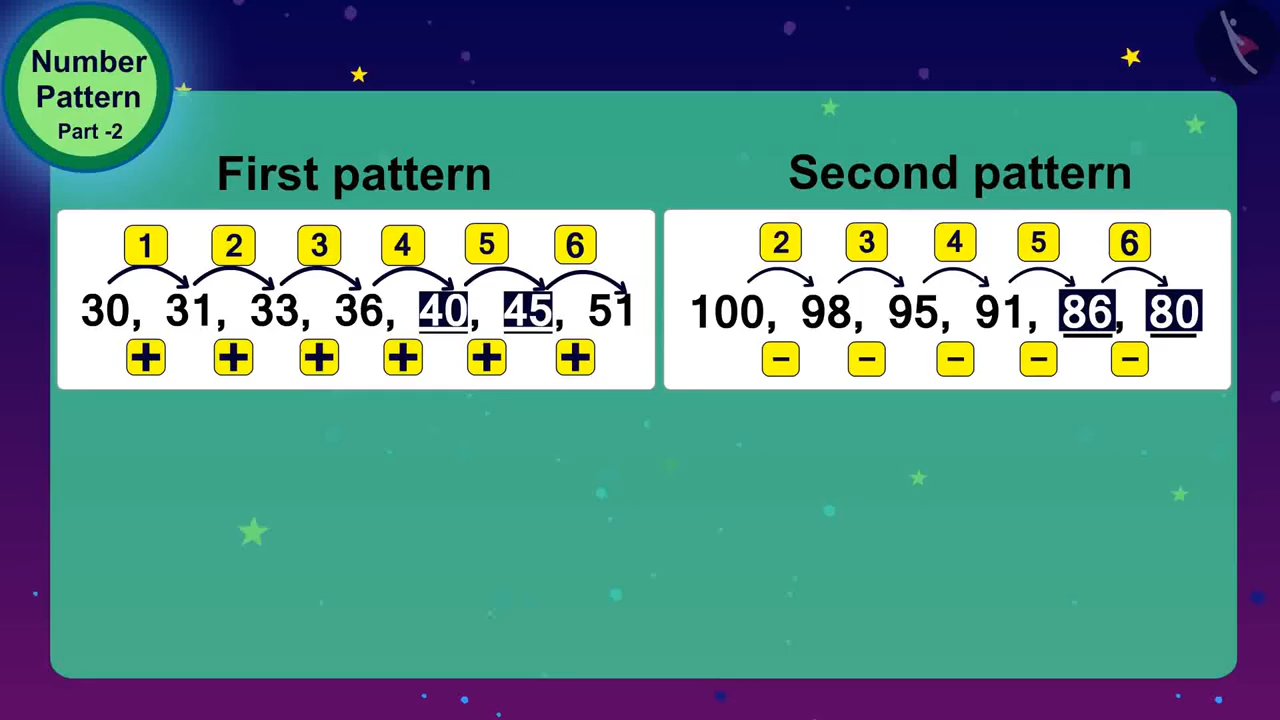 Number
Pattern
Part -2
First pattern
1 2 3 4 5 6
30, 31, 33, 36, 40, 45, 51
+ + + + + +
Second pattern
2 3 4 5 6
100, 98, 95, 91, 86, 80
− − − − −